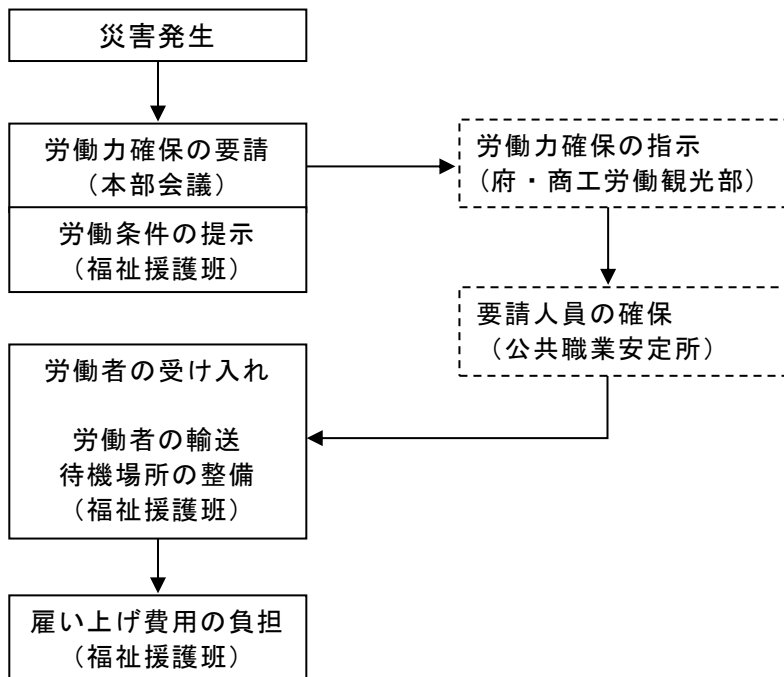 災害発生
労働力確保の要請
（本部会議）
労働条件の提示
（福祉援護班）
労働力確保の指示
（府・商工労働観光部）
要請人員の確保
（公共職業安定所）
労働者の受け入れ
労働者の輸送
待機場所の整備
（福祉援護班）
雇い上げ費用の負担
（福祉援護班）